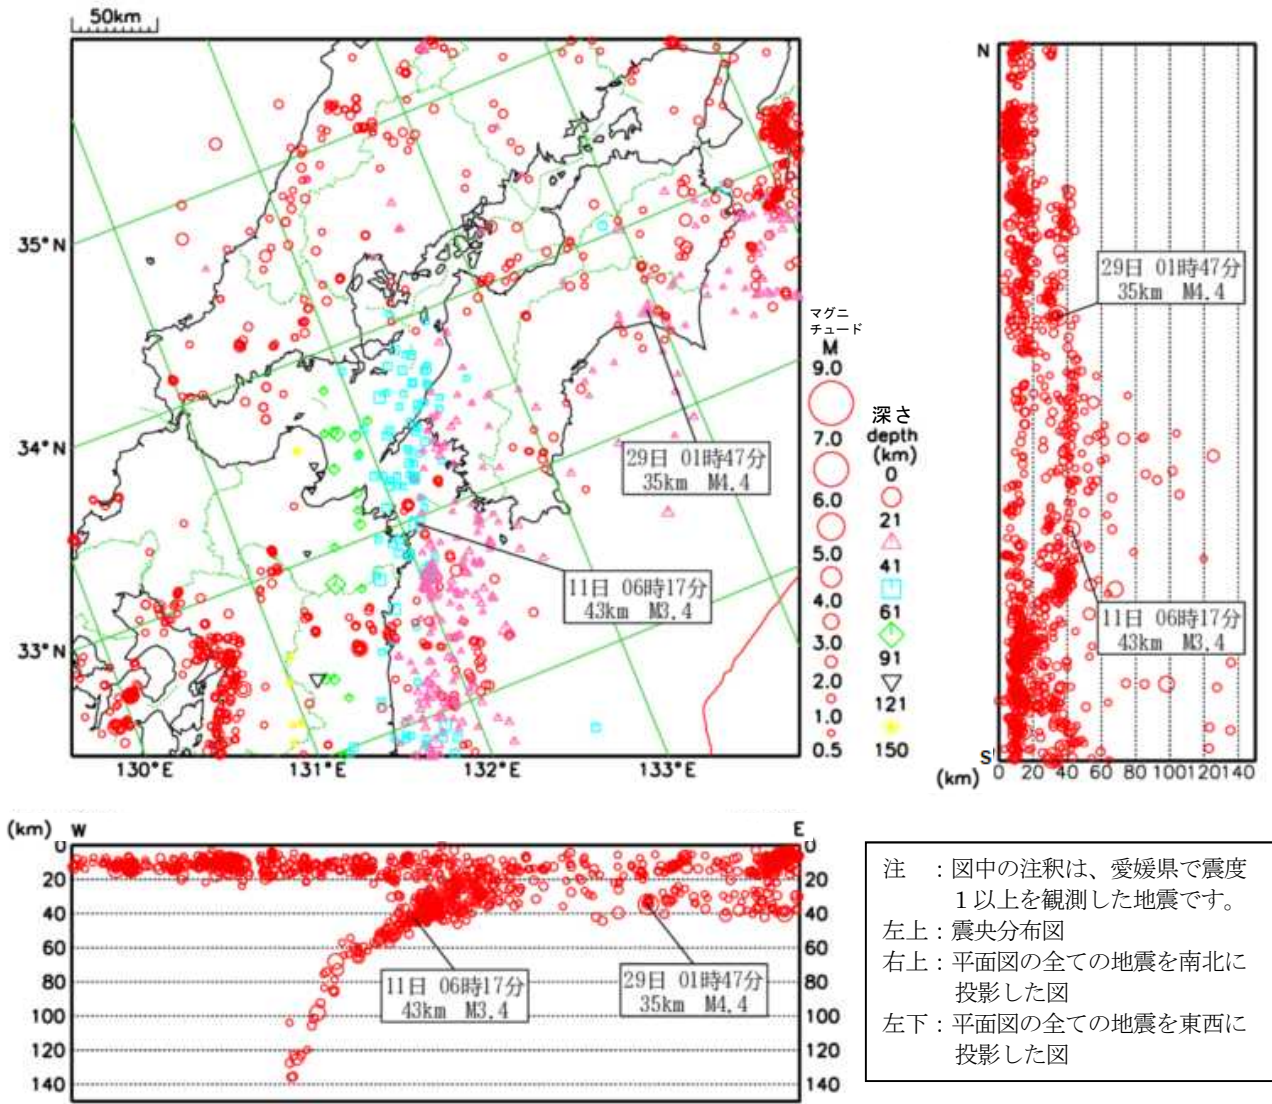 50km
35°N
34°N
33°N
130°E
131°E
132°E
133°E
29日 01時47分
35km M4.4
11日 06時17分
43km M3.4
マグニ
チュード
M
9.0
7.0
6.0
5.0
4.0
3.0
2.0
1.0
0.5
深さ
depth
(km)
0
21
41
61
91
121
150
N
29日 01時47分
35km M4.4
11日 06時17分
43km M3.4
S
(km)
0 20 40 60 80 100 120 140
(km) W E
0 0
20 20
40 40
60 60
80 80
100 100
120 120
140 140
11日 06時17分
43km M3.4
29日 01時47分
35km M4.4
注 :図中の注釈は、愛媛県で震度
1以上を観測した地震です。
左上:震央分布図
右上:平面図の全ての地震を南北に
投影した図
左下:平面図の全ての地震を東西に
投影した図